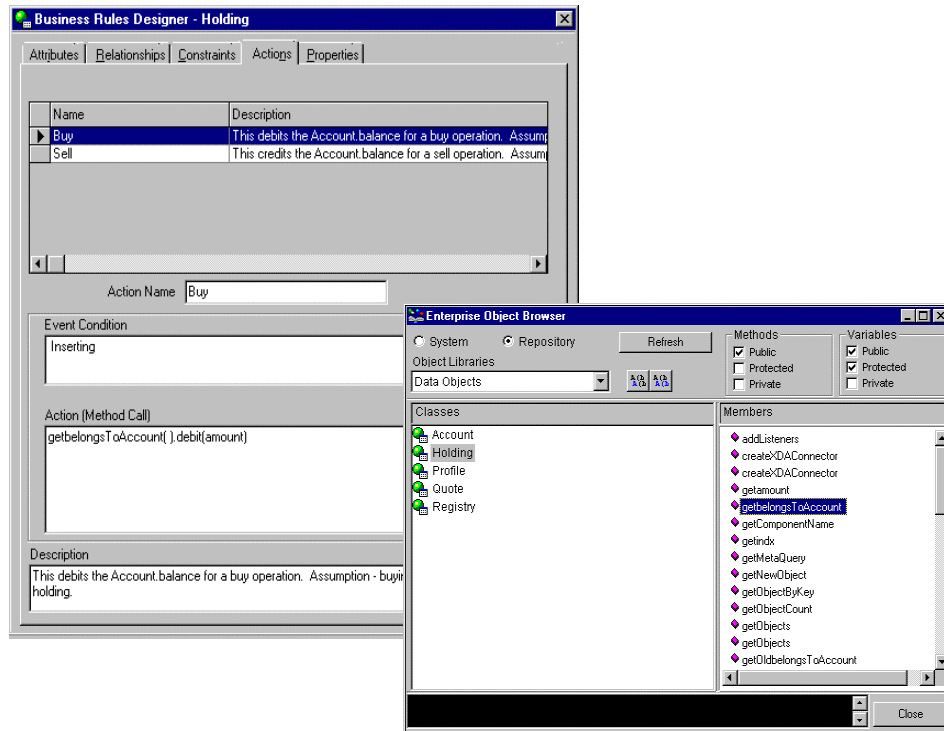 Business Rules Designer - Holding
Attributes Relationships Constraints Actions Properties
Name Description
Buy This debits the Account.balance for a buy operation. Assump
Sell This credits the Account.balance for a sell operation. Assum
Action Name Buy
Event Condition
Inserting
Action (Method Call)
getbelongsToAccount( ).debit(amount)
Description
This debits the Account.balance for a buy operation. Assumption - buyin
holding.
Enterprise Object Browser
System Repository Refresh
Object Libraries
Data Objects
Methods
Public
Protected
Private
Variables
Public
Protected
Private
Classes
Account
Holding
Profile
Quote
Registry
Members
addListeners
createXDAConnector
createXDAConnector
getamount
getbelongsToAccount
getComponentName
getindx
getMetaQuery
getNewObject
getObjectByKey
getObjectCount
getObjects
getObjects
getOldbelongsToAccount
Close